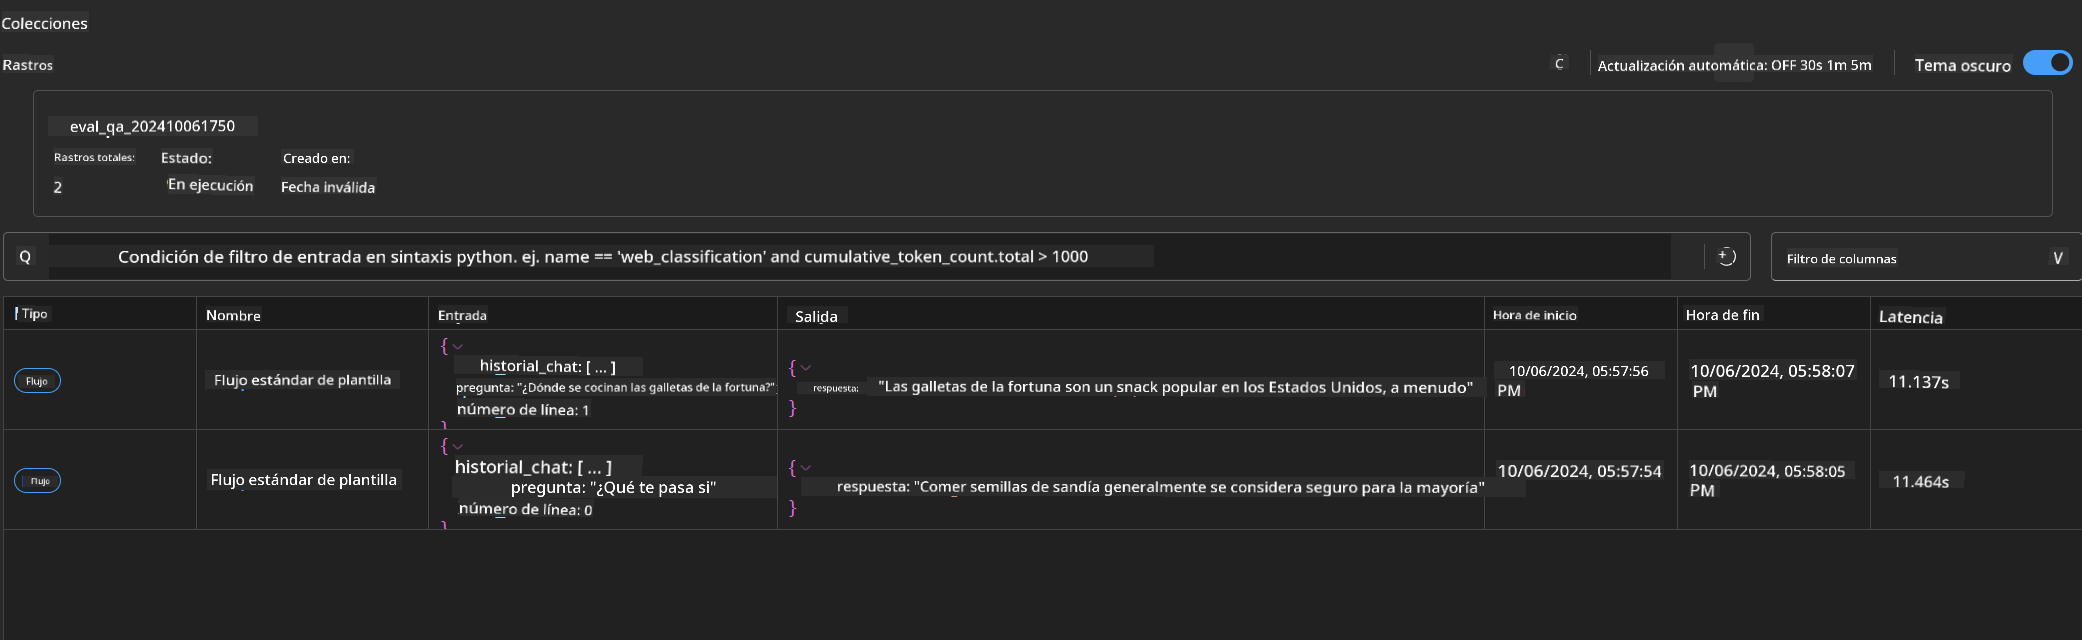 Colecciones
Rastros
C Actualización automática: OFF 30s 1m 5m Tema oscuro
eval_qa_202410061750
Rastros totales: Estado: Creado en:
2 En ejecución Fecha inválida
Q Condición de filtro de entrada en sintaxis python. ej. name == 'web_classification' and cumulative_token_count.total > 1000 Filtro de columnas V
Tipo Nombre Entrada Salida Hora de inicio Hora de fin Latencia
Flujo Flujo estándar de plantilla
{
historial_chat: [ ... ]
pregunta: "¿Dónde se cocinan las galletas de la fortuna?"
número de línea: 1
}
{
respuesta: "Las galletas de la fortuna son un snack popular en los Estados Unidos, a menudo"
}
10/06/2024, 05:57:56
PM
10/06/2024, 05:58:07
PM
11.137s
Flujo Flujo estándar de plantilla
{
historial_chat: [ ... ]
pregunta: "¿Qué te pasa si"
número de línea: 0
}
{
respuesta: "Comer semillas de sandía generalmente se considera seguro para la mayoría"
}
10/06/2024, 05:57:54
10/06/2024, 05:58:05
PM
11.464s